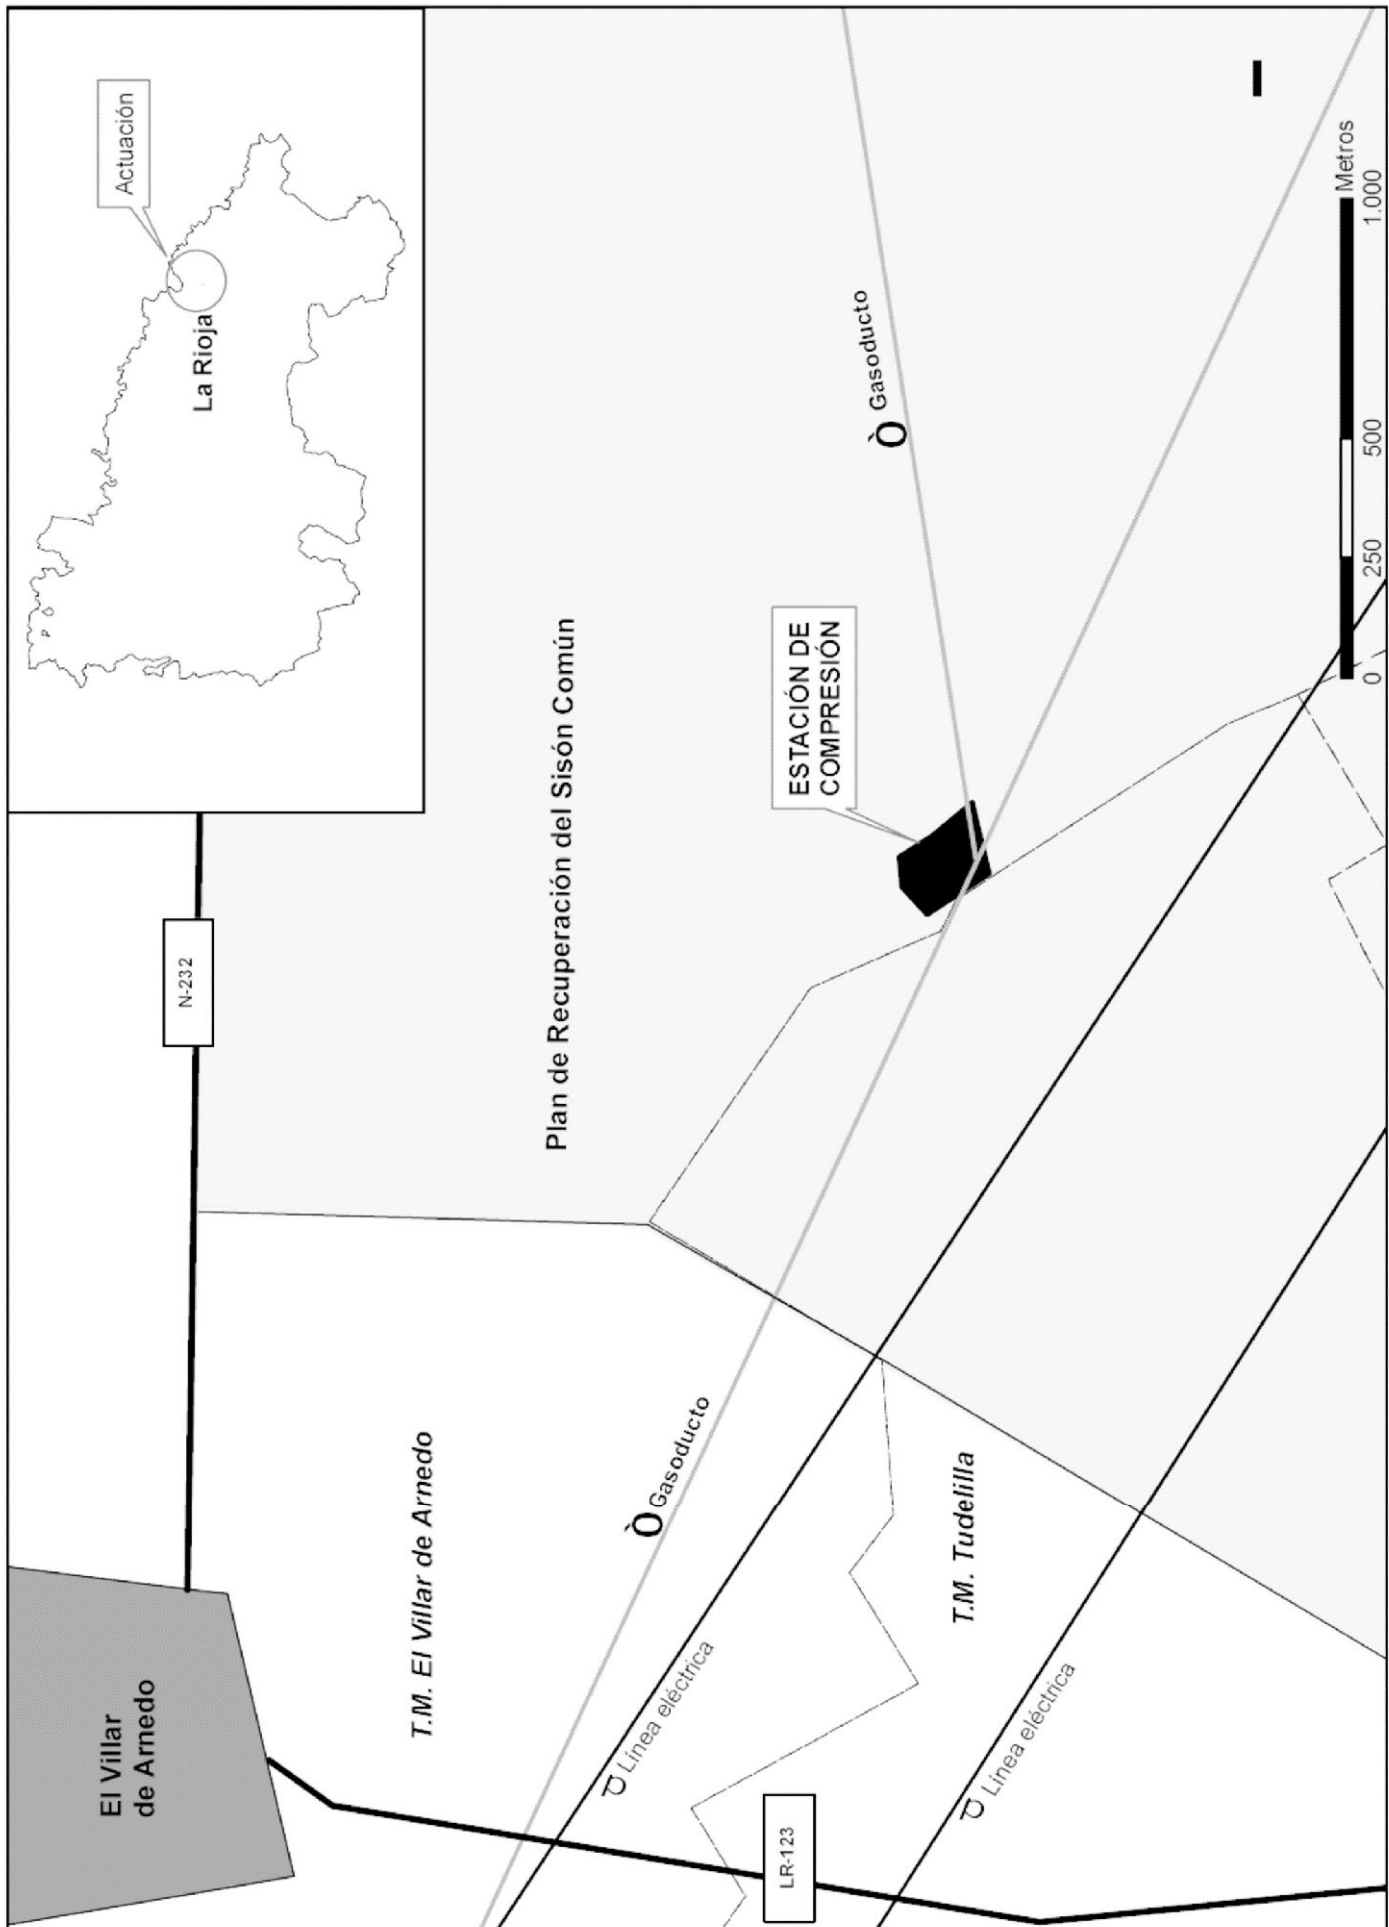 El Villar
de Arnedo
N-232
Actuación
La Rioja
T.M. El Villar de Arnedo
Plan de Recuperación del Sisón Común
Gasoducto
ESTACIÓN DE
COMPRESIÓN
Gasoducto
Línea eléctrica
T.M. Tudelilla
LR-123
Línea eléctrica
Metros
0 250 500 1.000